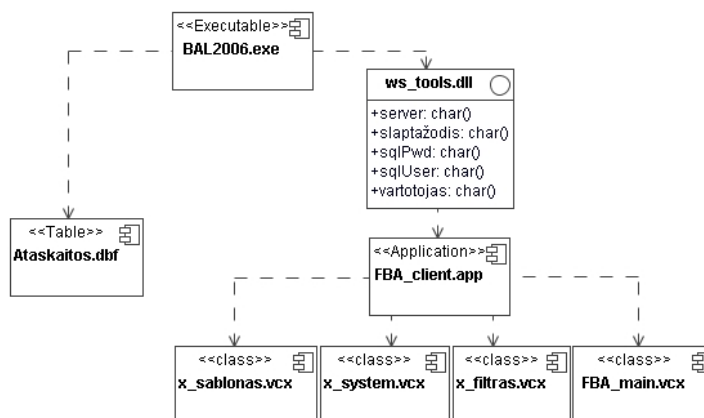 <<Executable>>
BAL2006.exe
ws_tools.dll
+server: char()
+slaptažodis: char()
+sqlPwd: char()
+sqlUser: char()
+vartotojas: char()
<<Table>>
Ataskaitos.dbf
<<Application>>
FBA_client.app
<<class>>
x_sablonas.vcx
<<class>>
x_system.vcx
<<class>>
x_filtras.vcx
<<class>>
FBA_main.vcx